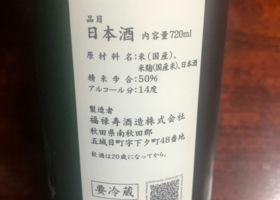 品目
日本酒 内容量720ml
原材料名:米(国産)、
米麹(国産米)、日本酒
精米歩合:50%
アルコール分:14度
製造者
福禄寿酒造株式会社
秋田県南秋田郡
五城目町字下夕町48番地
飲酒は20歳になってから。
要冷蔵